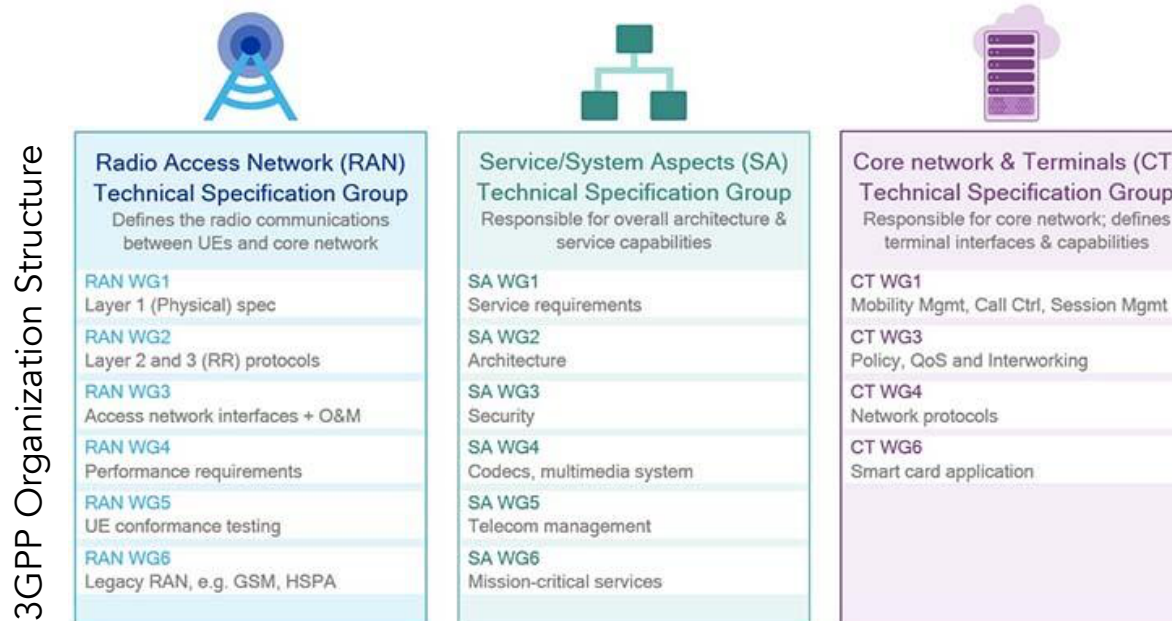 3GPP Organization Structure
Radio Access Network (RAN)
Technical Specification Group
Defines the radio communications
between UEs and core network
RAN WG1
Layer 1 (Physical) spec
RAN WG2
Layer 2 and 3 (RR) protocols
RAN WG3
Access network interfaces + O&M
RAN WG4
Performance requirements
RAN WG5
UE conformance testing
RAN WG6
Legacy RAN, e.g. GSM, HSPA
Service/System Aspects (SA)
Technical Specification Group
Responsible for overall architecture &
service capabilities
SA WG1
Service requirements
SA WG2
Architecture
SA WG3
Security
SA WG4
Codecs, multimedia system
SA WG5
Telecom management
SA WG6
Mission-critical services
Core network & Terminals (CT
Technical Specification Group
Responsible for core network; defines
terminal interfaces & capabilities
CT WG1
Mobility Mgmt, Call Ctrl, Session Mgmt
CT WG3
Policy, QoS and Interworking
CT WG4
Network protocols
CT WG6
Smart card application